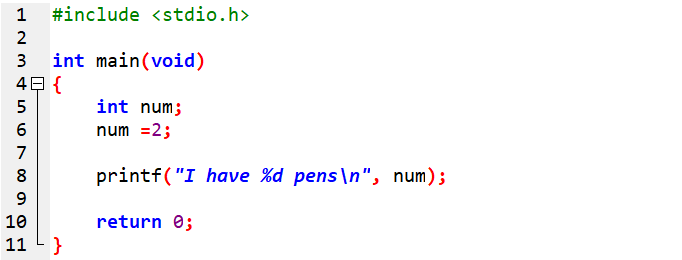 1 #include <stdio.h>
2
3 int main(void)
4 {
5     int num;
6     num =2;
7
8     printf("I have %d pens\n", num);
9
10     return 0;
11 }